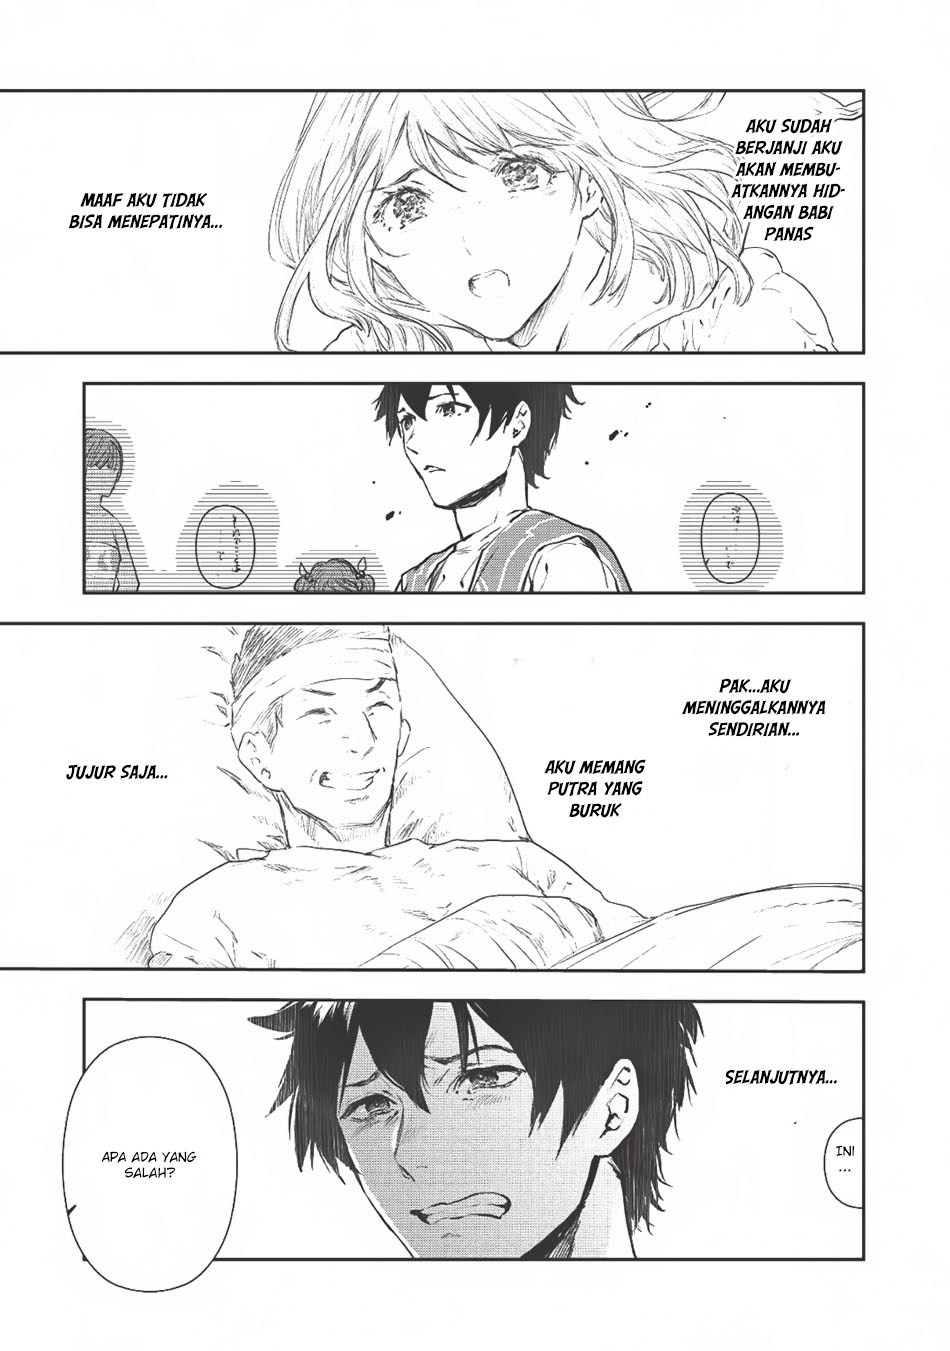 AKU SUDAH
BERJANJI AKU
AKAN MEMBU-
ATKANNYA HID-
ANGAN BABI
PANAS
MAAF AKU TIDAK
BISA MENEPATINYA...
PAK...AKU
MENINGGALKANNYA
SENDIRIAN...
AKU MEMANG
PUTRA YANG
BURUK
JUJUR SAJA...
SELANJUTNYA...
INI
...
APA ADA YANG
SALAH?